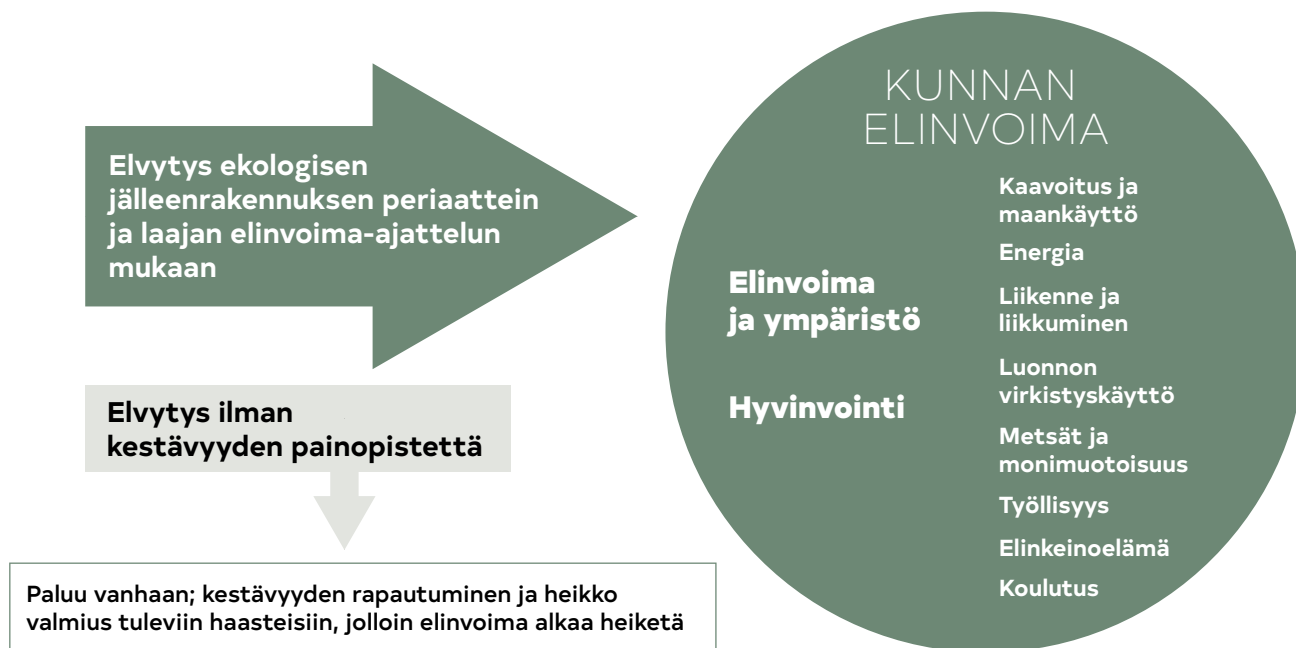 Elvytys ekologisen
jälleenrakennuksen periaattein
ja laajan elinvoima-ajattelun
mukaan
Elvytys ilman
kestävyyden painopistettä
Paluu vanhaan; kestävyyden rapautuminen ja heikko
valmius tuleviin haasteisiin, jolloin elinvoima alkaa heiketä
KUNNAN
ELINVOIMA
Elinvoima
ja ympäristö
Hyvinvointi
Kaavoitus ja
maankäyttö
Energia
Liikenne ja
liikkuminen
Luonnon
virkistyskäyttö
Metsät ja
monimuotoisuus
Työllisyys
Elinkeinoelämä
Koulutus